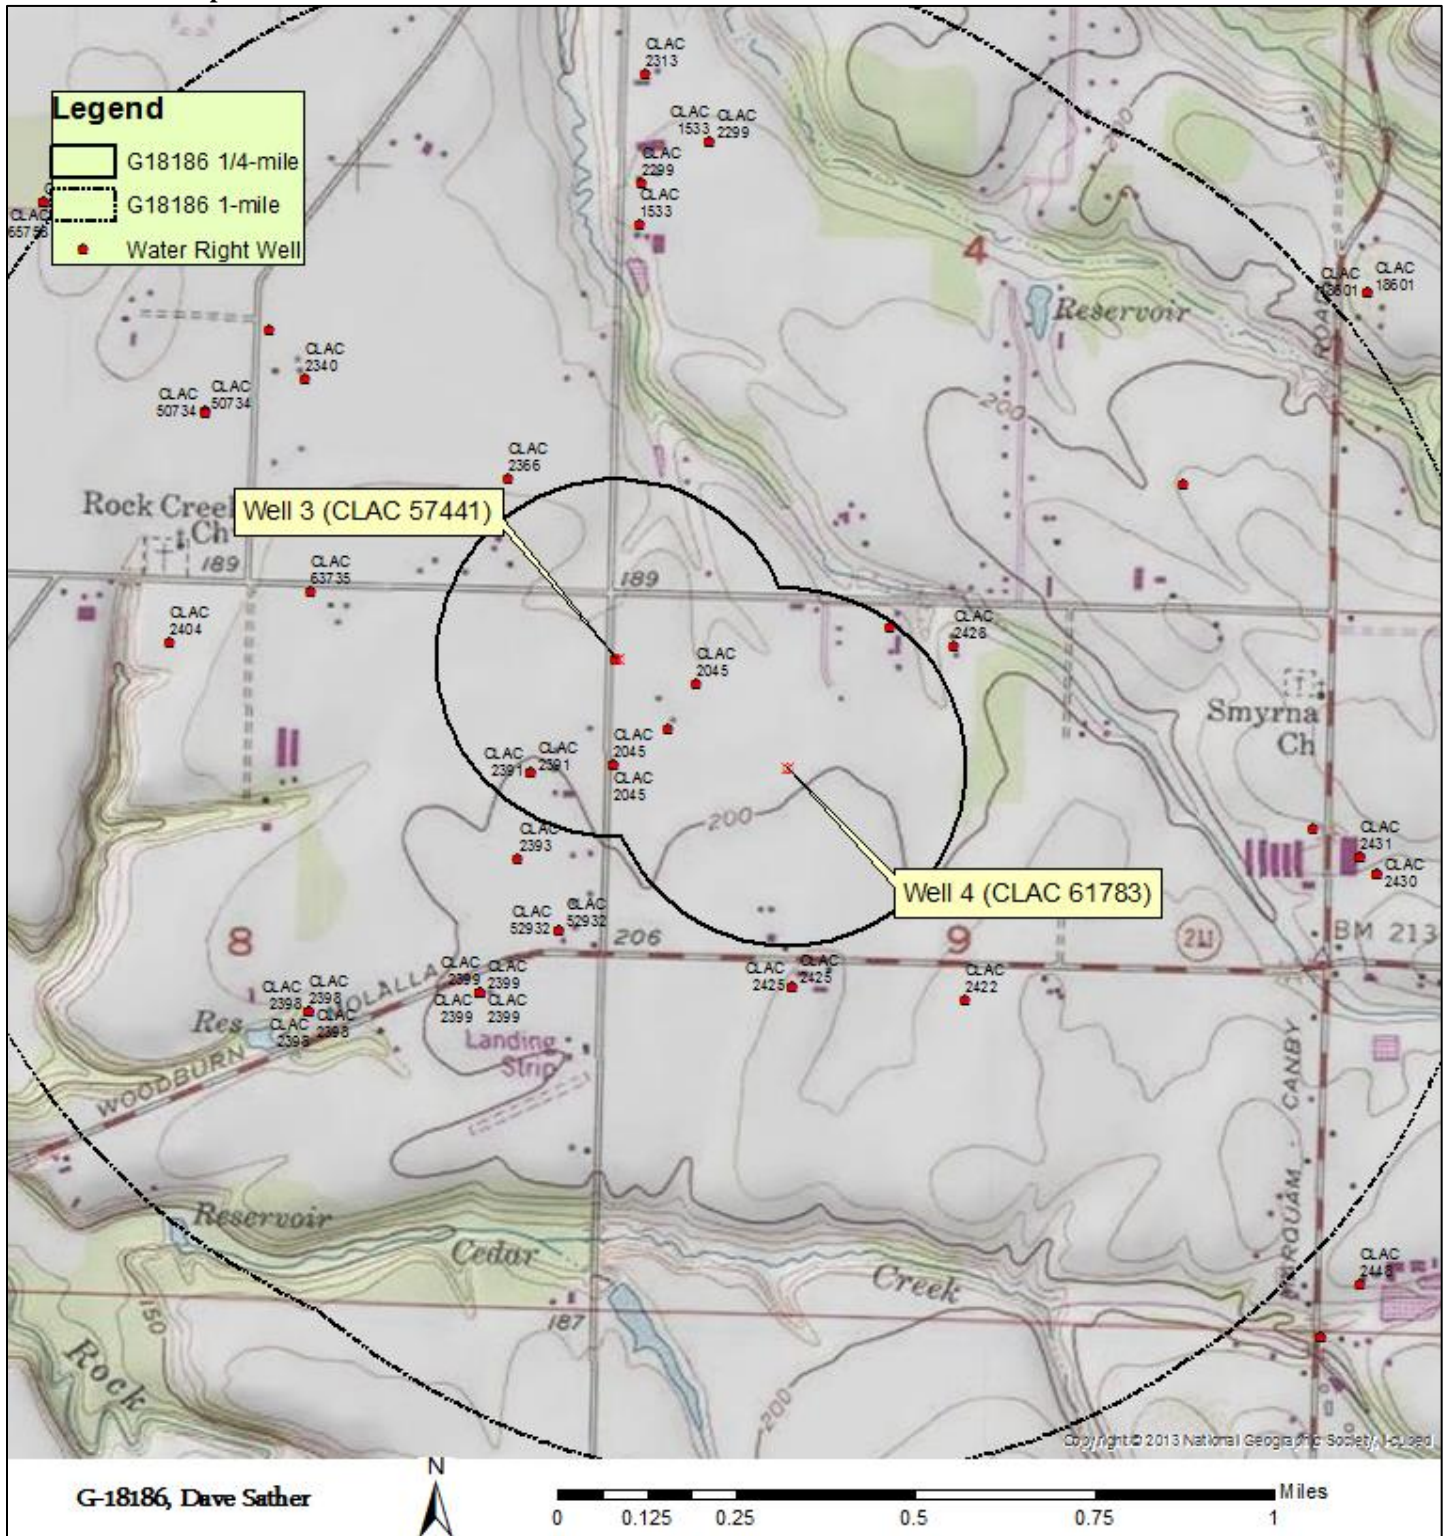 CLAC
2313
CLAC
1533
CLAC
2299
CLAC
2299
CLAC
1533
Legend
G18186 1/4-mile
G18186 1-mile
Water Right Well
CLAC
200
4
Reservoir
CLAC
18601
ROAD
CLAC
2340
CLAC
50734
CLAC
50734
200
CLAC
2366
Well 3 (CLAC 57441)
Rock Creek
Ch
189
189
CLAC
63735
CLAC
2404
CLAC
2428
CLAC
2045
Smyrna
Ch
CLAC
2045
CLAC
2045
CLAC
2391
CLAC
2391
200
CLAC
2393
CLAC
2431
CLAC
2430
Well 4 (CLAC 61783)
CLAC
52932
CLAC
52932
8
206
9
211
BM 213
CLAC
2399
CLAC
2399
CLAC
2399
CLAC
2399
CLAC
2425
CLAC
2425
CLAC
2422
CLAC
2398
CLAC
2398
CLAC
2398
CLAC
2398
Res
WOODBURN
MOLALLA
Landing
Strip
MARQUAM - CANBY
Reservoir
Cedar
Creek
CLAC
2448
150
187
Rock
200
Copyright:© 2013 National Geographic Society, i-cubed
G-18186, Dave Sather
N
Miles
0 0.125 0.25 0.5 0.75 1